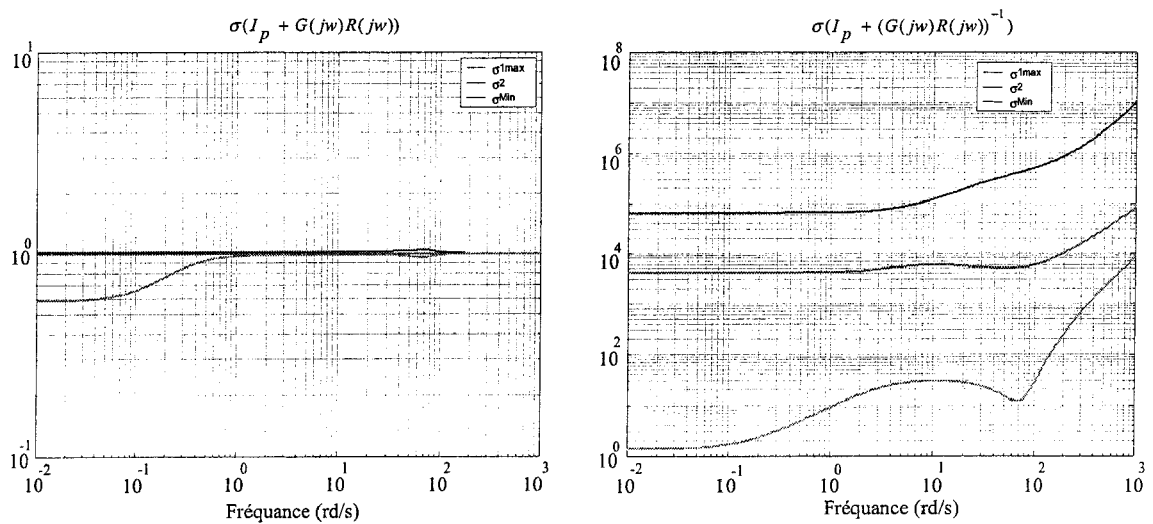 σ(I_p + G(jw)R(jw))
10^1
10^0
10^-1
σ1max
σ2
σMin
10^-2 10^-1 10^0 10^1 10^2 10^3
Fréquance (rd/s)
σ(I_p + (G(jw)R(jw))^-1)
10^8
10^6
10^4
10^2
10^0
σ1max
σ2
σMin
10^-2 10^-1 10^0 10^1 10^2 10^3
Fréquance (rd/s)